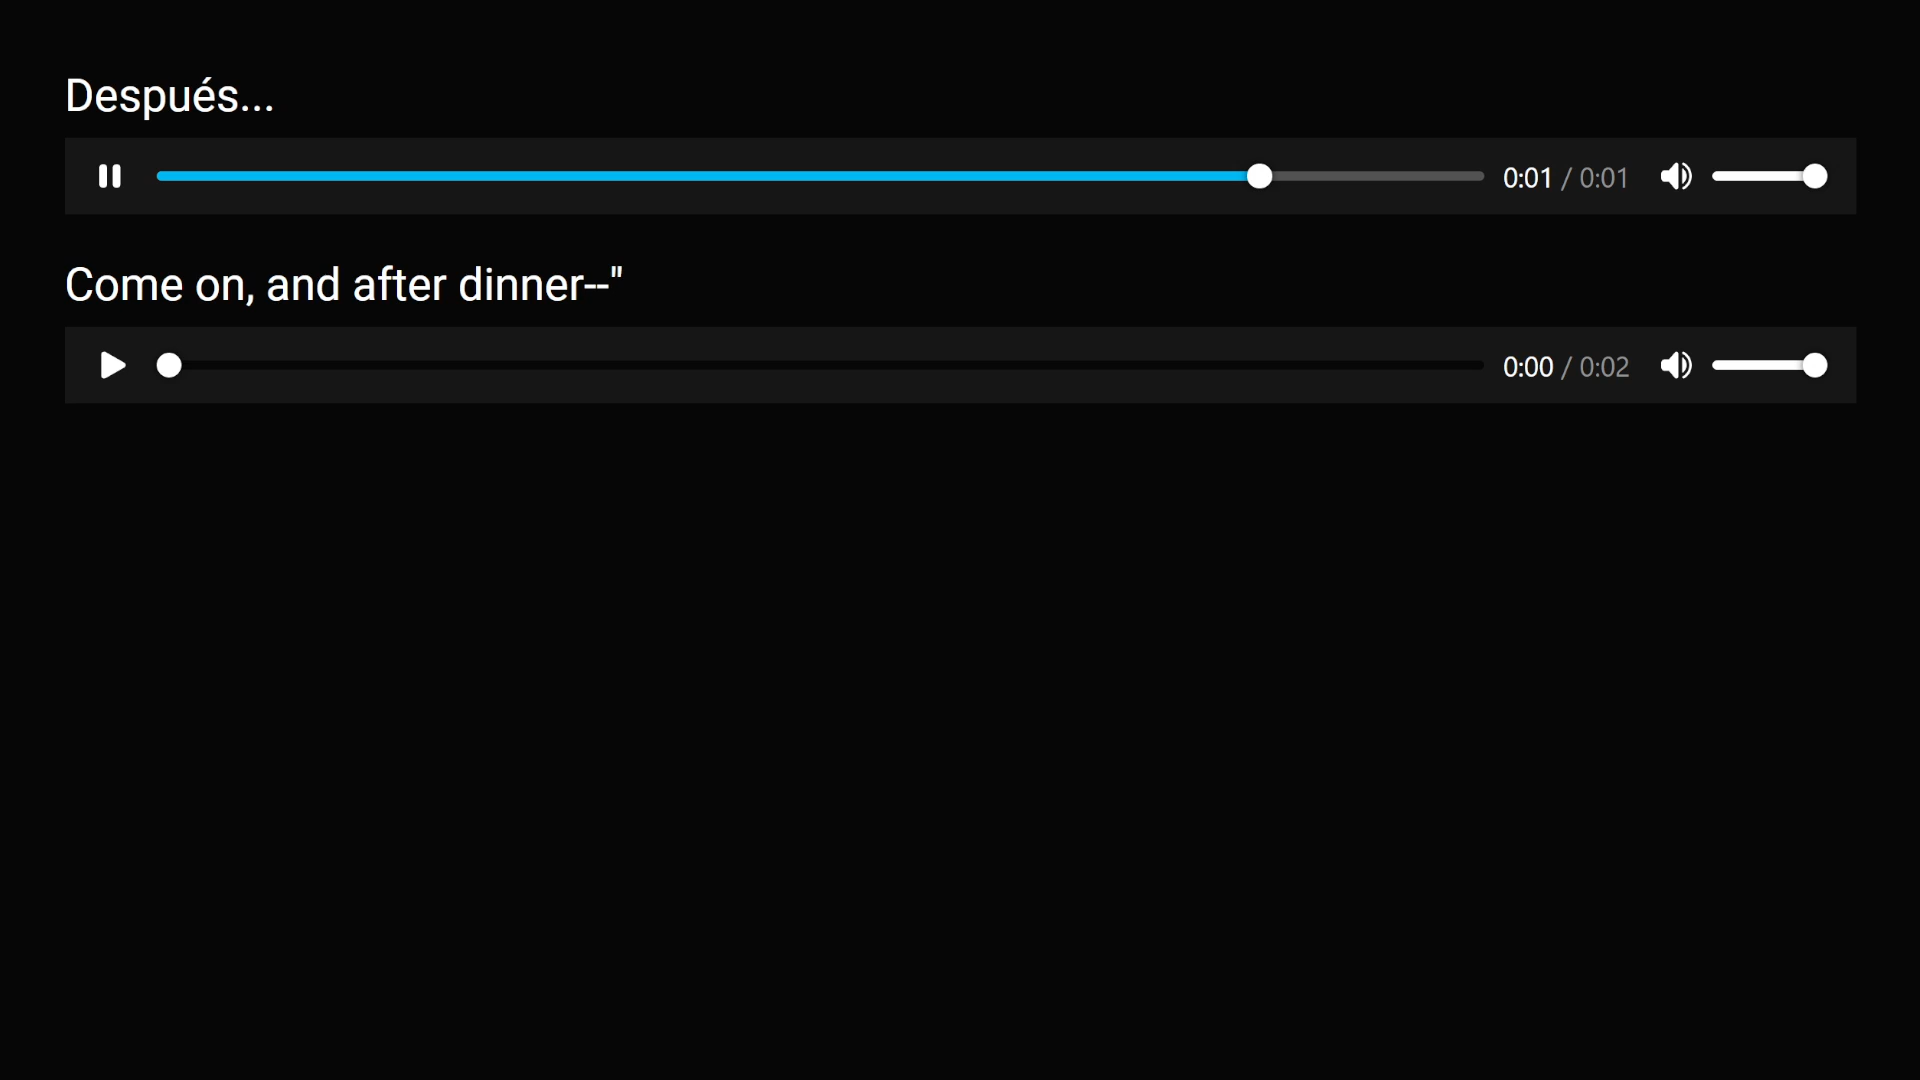 Después...
0:01 / 0:01
Come on, and after dinner--"
0:00 / 0:02